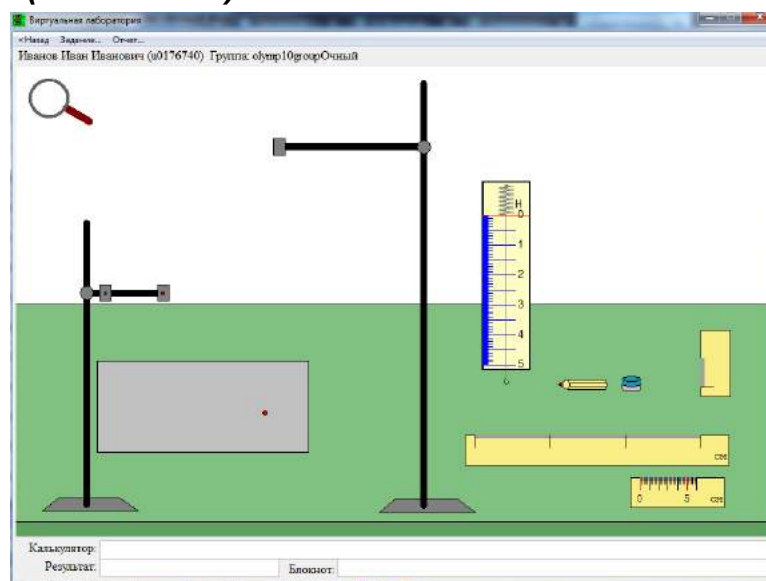 Виртуальная лаборатория
<Назад Задание... Отчет...
Иванов Иван Иванович (u0176740) Группа: olymp10groupОчный
Н
0
1
2
3
4
5
см
0 5 см
Калькулятор:
Результат: Блокнот: